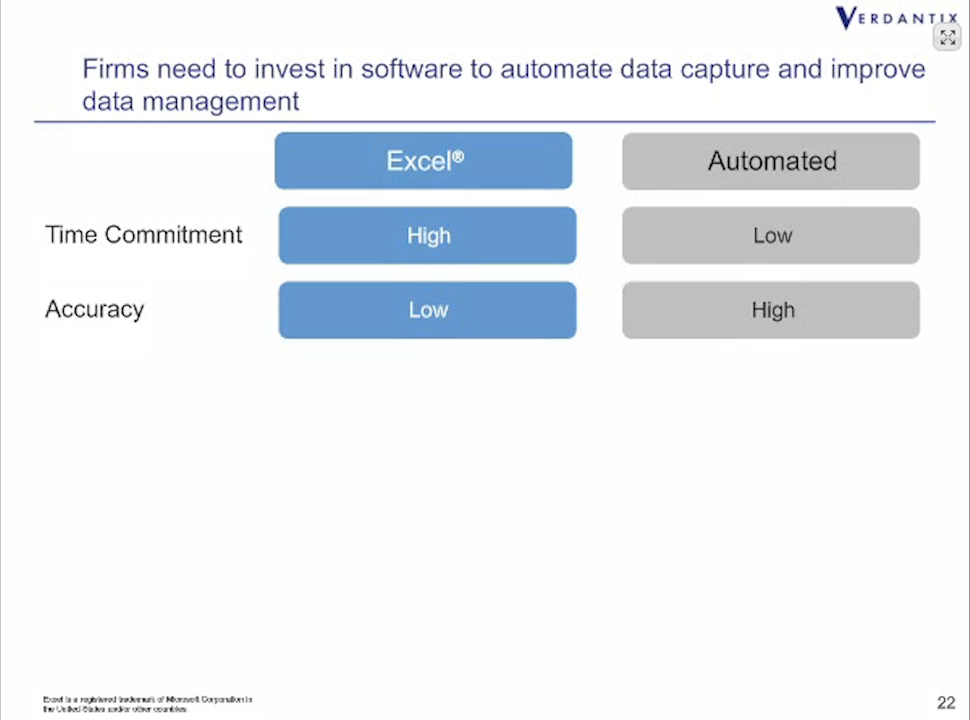 VERDANTIX
Firms need to invest in software to automate data capture and improve
data management
Excel® Automated
Time Commitment High Low
Accuracy Low High
Excel is a registered trademark of Microsoft Corporation in
the United States and/or other countries.
22